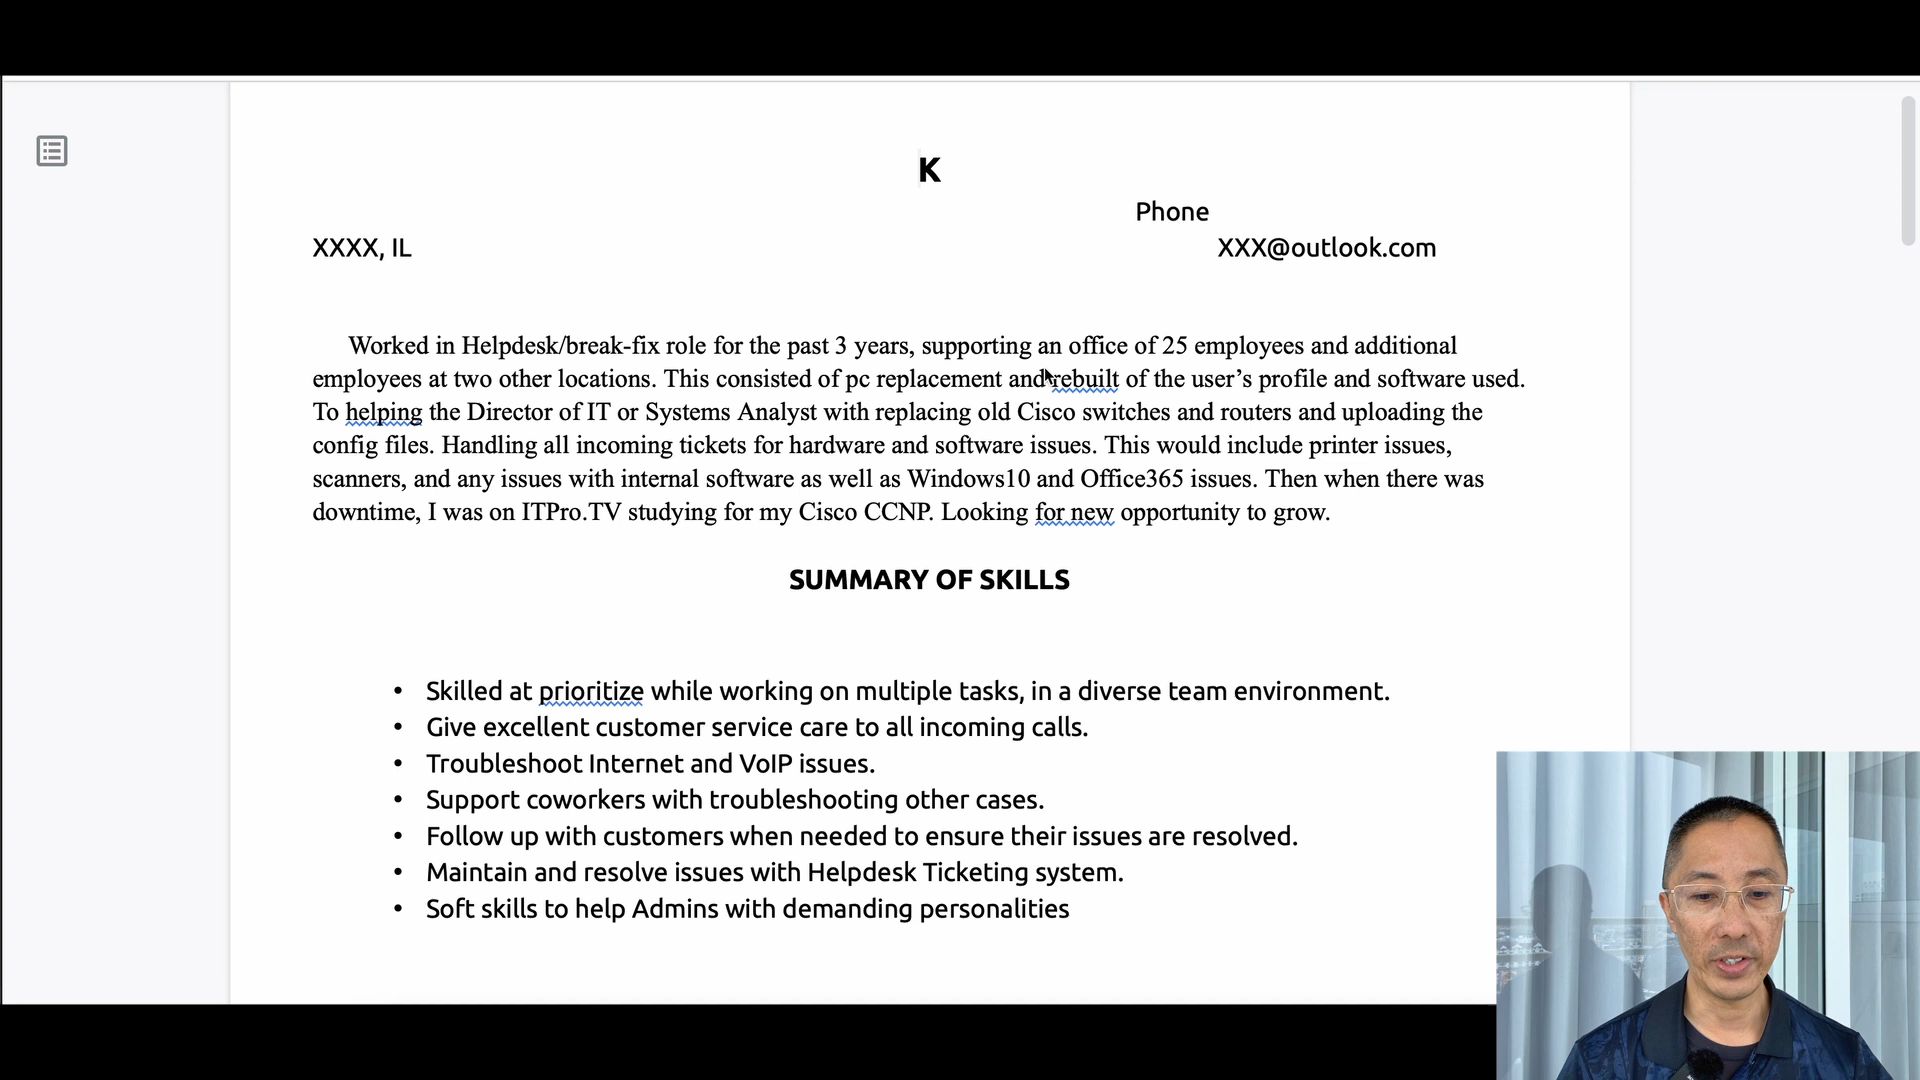 K
Phone
XXXX, IL XXX@outlook.com
Worked in Helpdesk/break-fix role for the past 3 years, supporting an office of 25 employees and additional
employees at two other locations. This consisted of pc replacement and rebuilt of the user’s profile and software used.
To helping the Director of IT or Systems Analyst with replacing old Cisco switches and routers and uploading the
config files. Handling all incoming tickets for hardware and software issues. This would include printer issues,
scanners, and any issues with internal software as well as Windows10 and Office365 issues. Then when there was
downtime, I was on ITPro.TV studying for my Cisco CCNP. Looking for new opportunity to grow.
SUMMARY OF SKILLS
• Skilled at prioritize while working on multiple tasks, in a diverse team environment.
• Give excellent customer service care to all incoming calls.
• Troubleshoot Internet and VoIP issues.
• Support coworkers with troubleshooting other cases.
• Follow up with customers when needed to ensure their issues are resolved.
• Maintain and resolve issues with Helpdesk Ticketing system.
• Soft skills to help Admins with demanding personalities